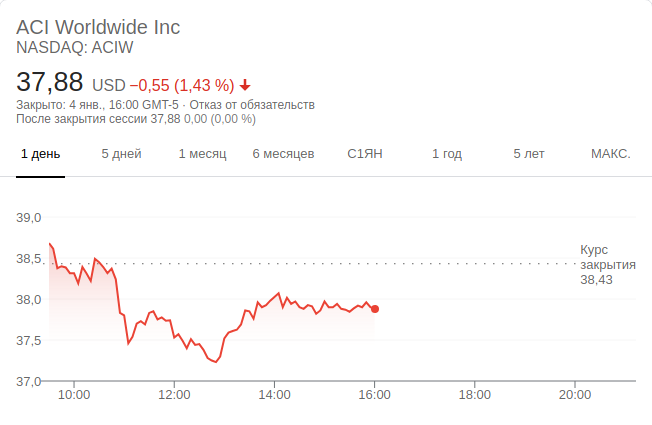 ACI Worldwide Inc
NASDAQ: ACIW
37,88 USD −0,55 (1,43 %)
Закрыто: 4 янв., 16:00 GMT-5 · Отказ от обязательств
После закрытия сессии 37,88 0,00 (0,00 %)
1 день 5 дней 1 месяц 6 месяцев С1ЯН 1 год 5 лет МАКС.
39,0
38,5
38,0
37,5
37,0
Курс
закрытия
38,43
10:00 12:00 14:00 16:00 18:00 20:00